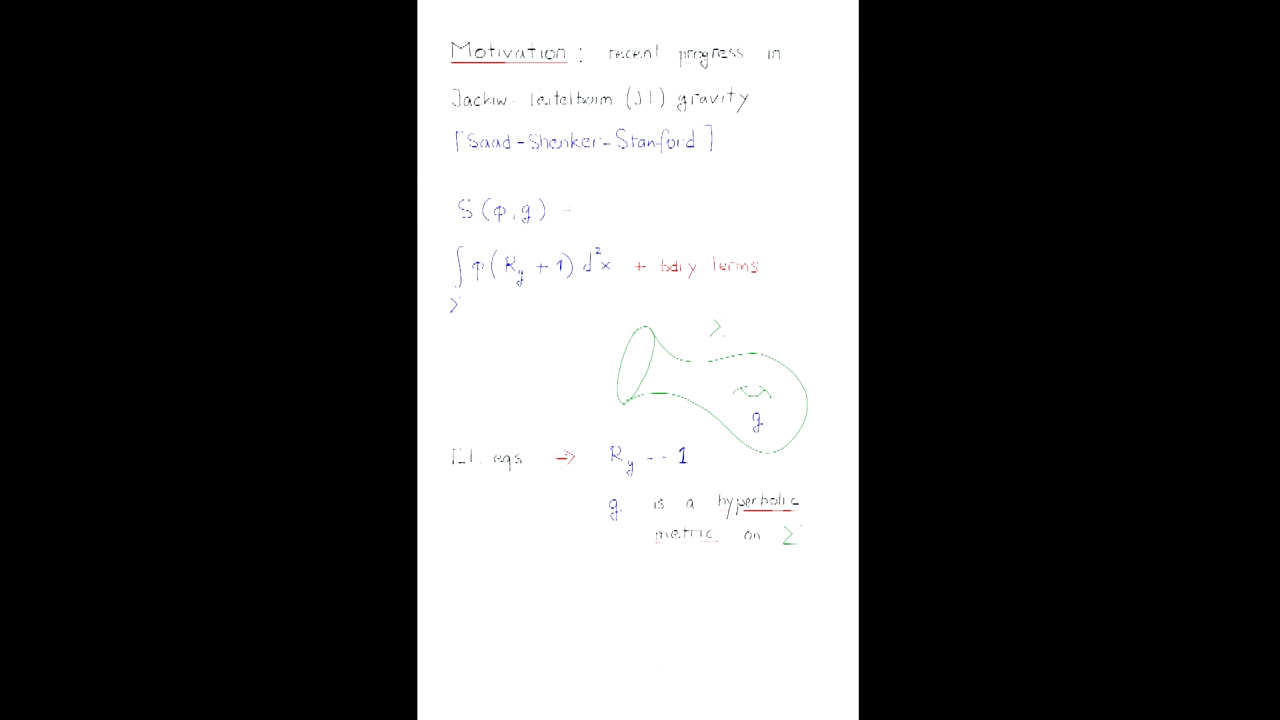 Motivation : recent progress in
Jackiw-Teitelboim (JT) gravity
[Saad-Shenker-Stanford]
S(φ,g) =
∫_Σ φ(R_g + 1) d²x + bdry terms
Σ
g
EL eqs ⇒ R_g = -1
g is a hyperbolic
metric on Σ